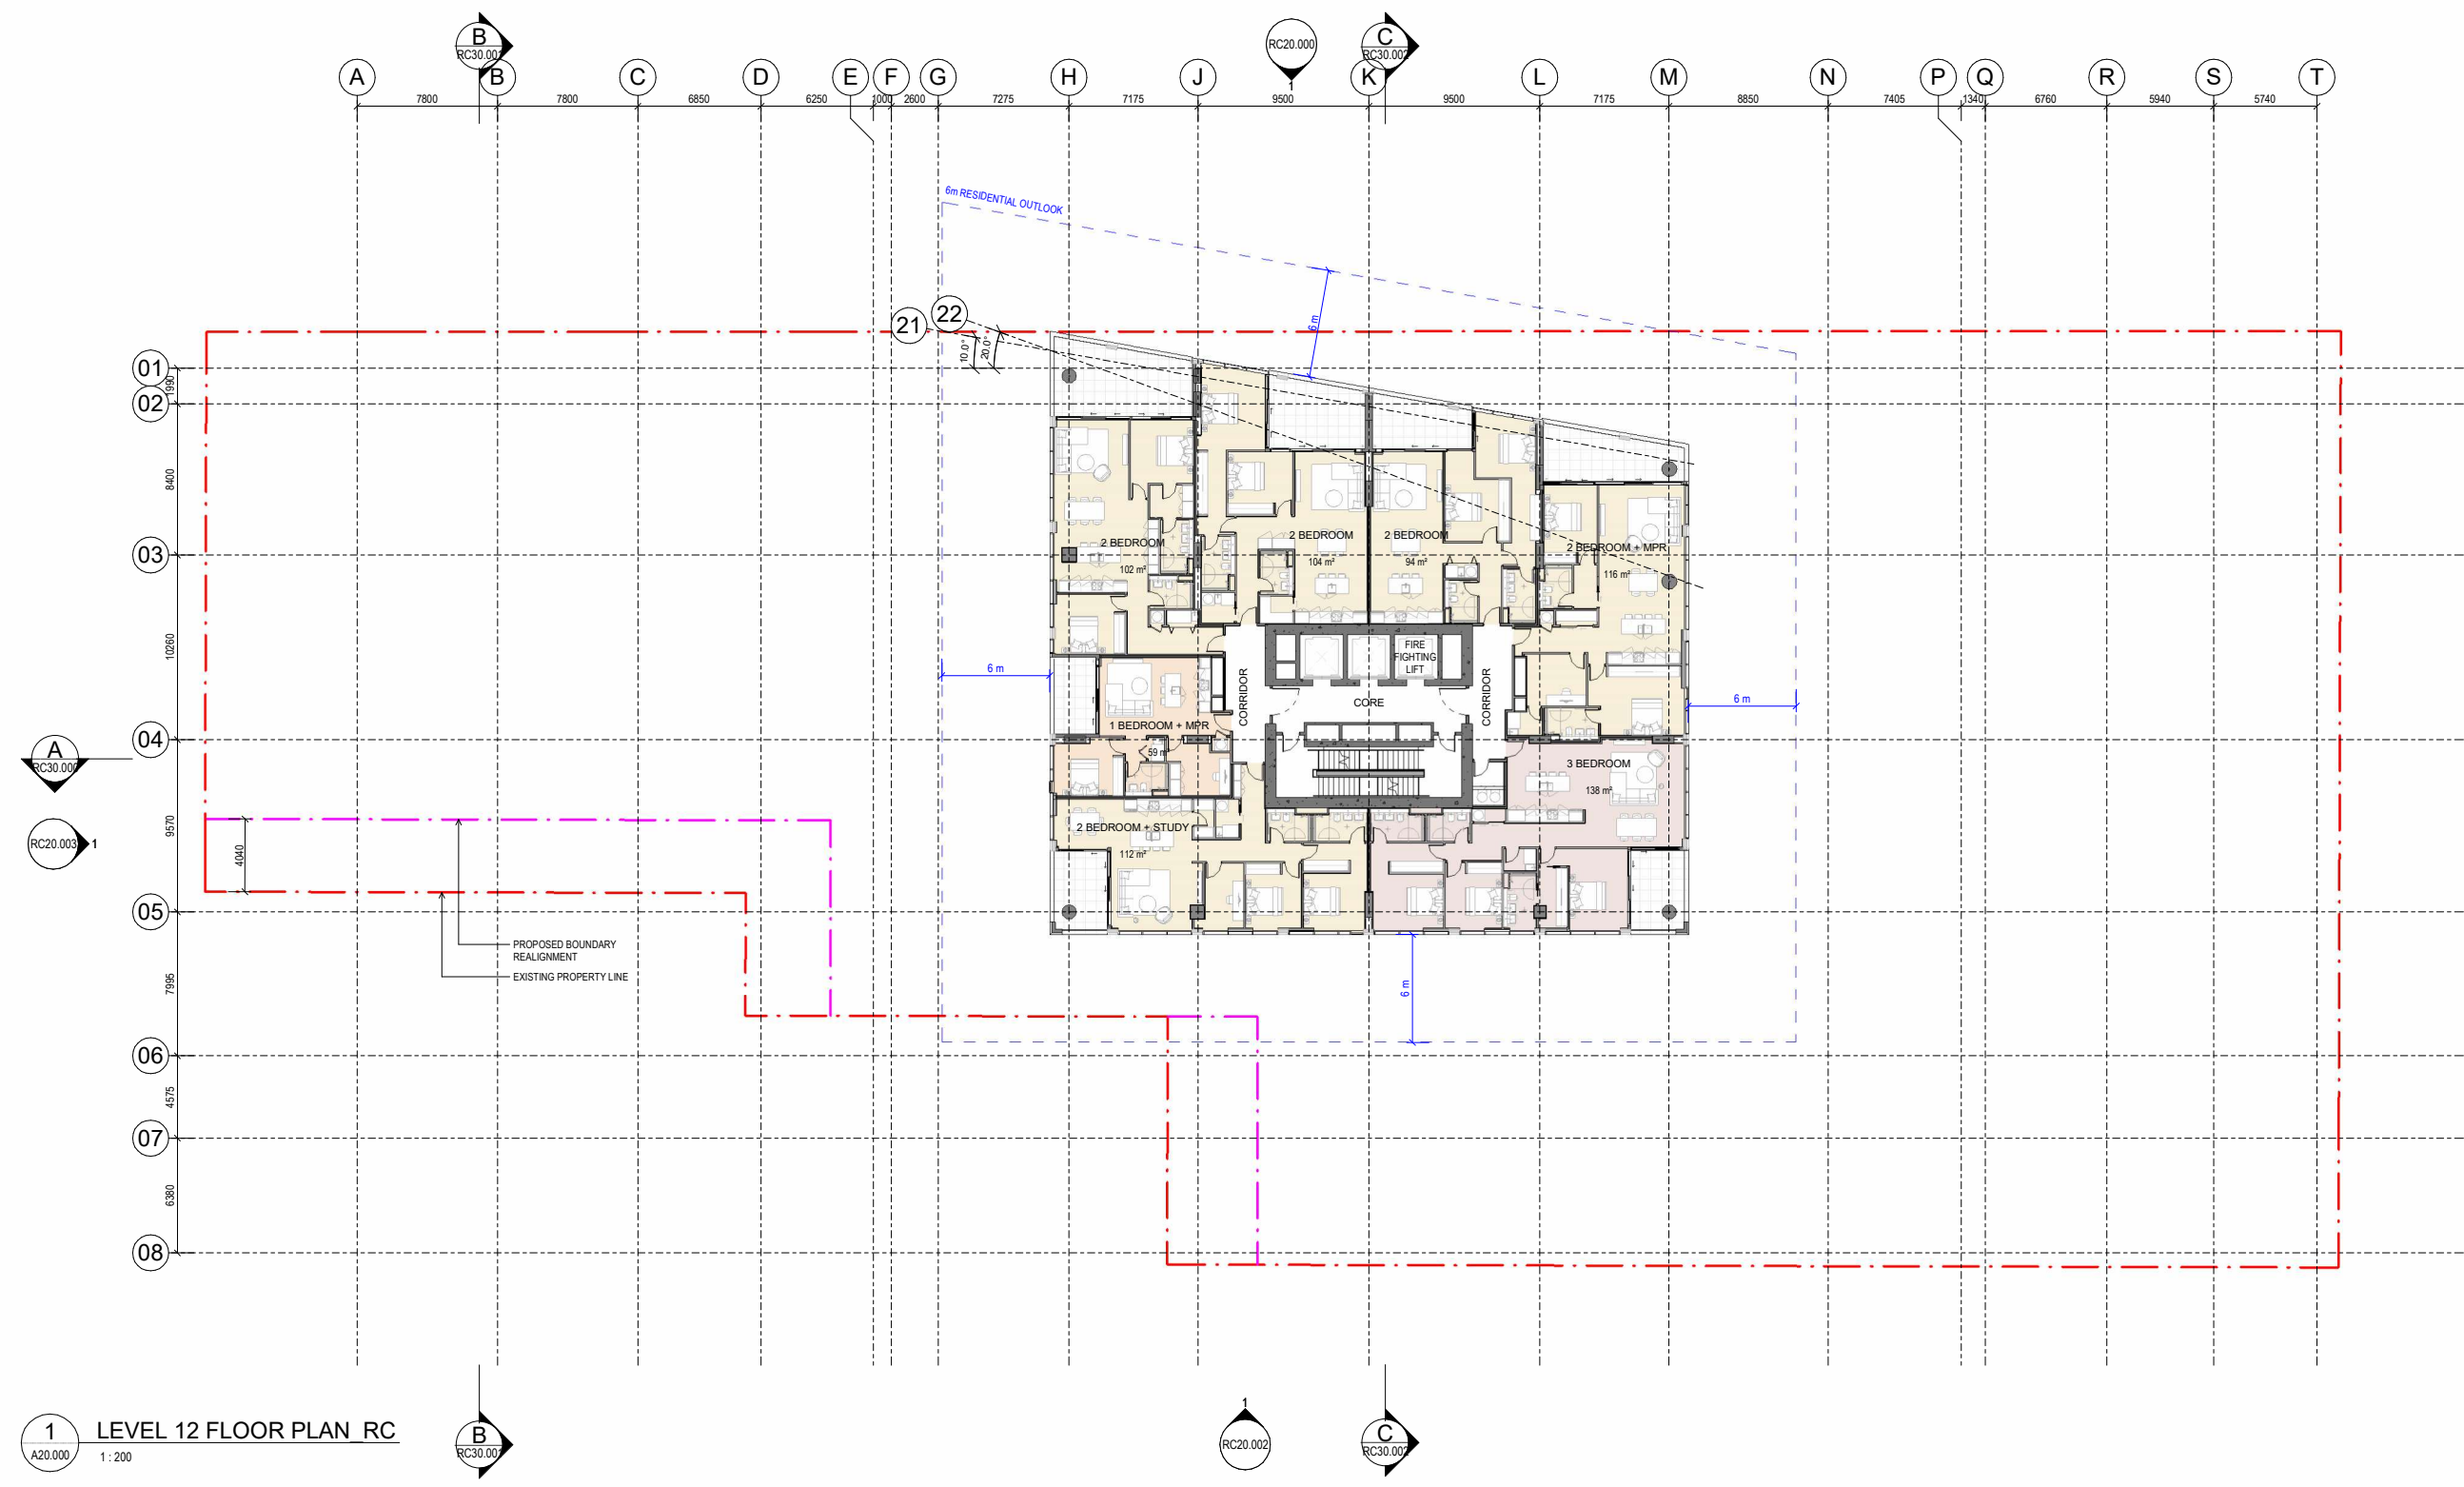 B
RC30.001
RC20.000
1
C
RC30.002
A B C D E F G H J K L M N P Q R S T
7800 7800 6850 6250 1000 2600 7275 7175 9500 9500 7175 8850 7405 1340 6760 5940 5740
6m RESIDENTIAL OUTLOOK
6 m
21
22
10.0°
20.0°
01
1990
02
8400
03
10260
04
9570
05
7995
06
4575
07
6380
08
2 BEDROOM
102 m²
2 BEDROOM
104 m²
2 BEDROOM
94 m²
2 BEDROOM + MPR
116 m²
FIRE
FIGHTING
LIFT
6 m
CORRIDOR
CORE
CORRIDOR
6 m
1 BEDROOM + MPR
59 m²
3 BEDROOM
138 m²
2 BEDROOM + STUDY
112 m²
A
RC30.000
RC20.003
1
4040
PROPOSED BOUNDARY
REALIGNMENT
EXISTING PROPERTY LINE
6 m
1
A20.000
LEVEL 12 FLOOR PLAN_RC
1 : 200
B
RC30.001
1
RC20.002
C
RC30.002